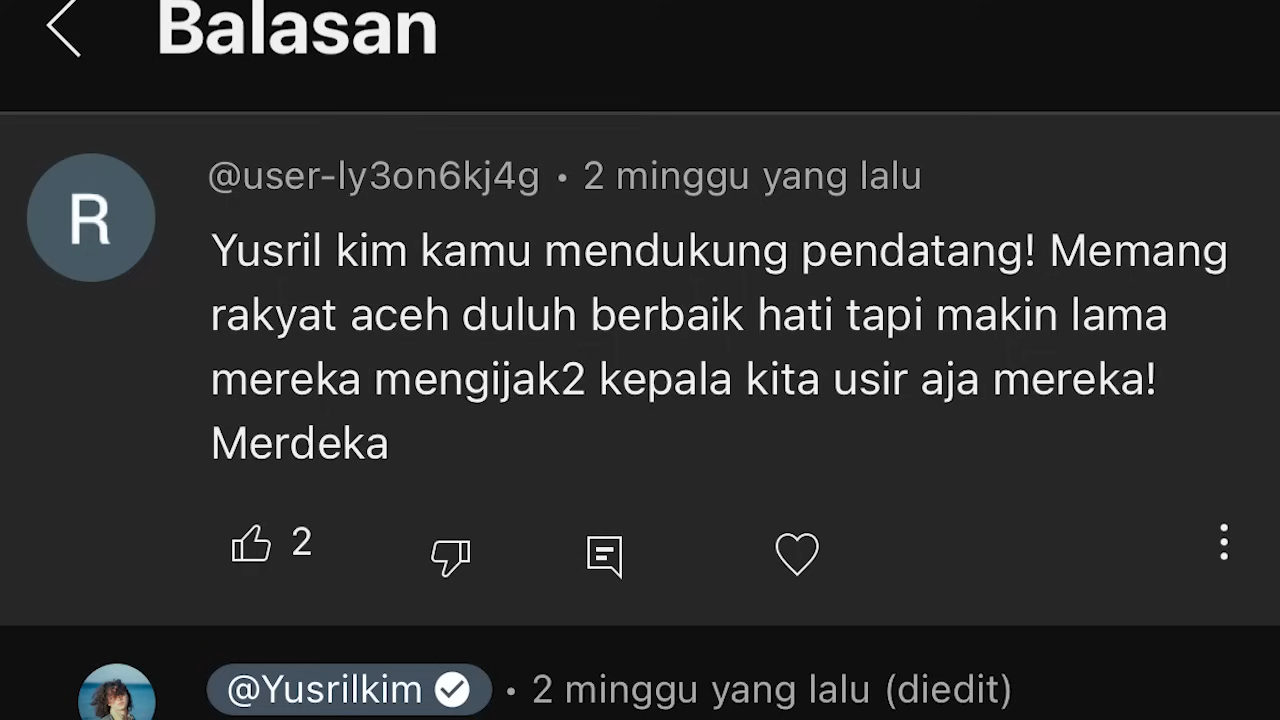 Balasan
R
@user-ly3on6kj4g • 2 minggu yang lalu
Yusril kim kamu mendukung pendatang! Memang
rakyat aceh duluh berbaik hati tapi makin lama
mereka mengijak2 kepala kita usir aja mereka!
Merdeka
2
@Yusrilkim • 2 minggu yang lalu (diedit)